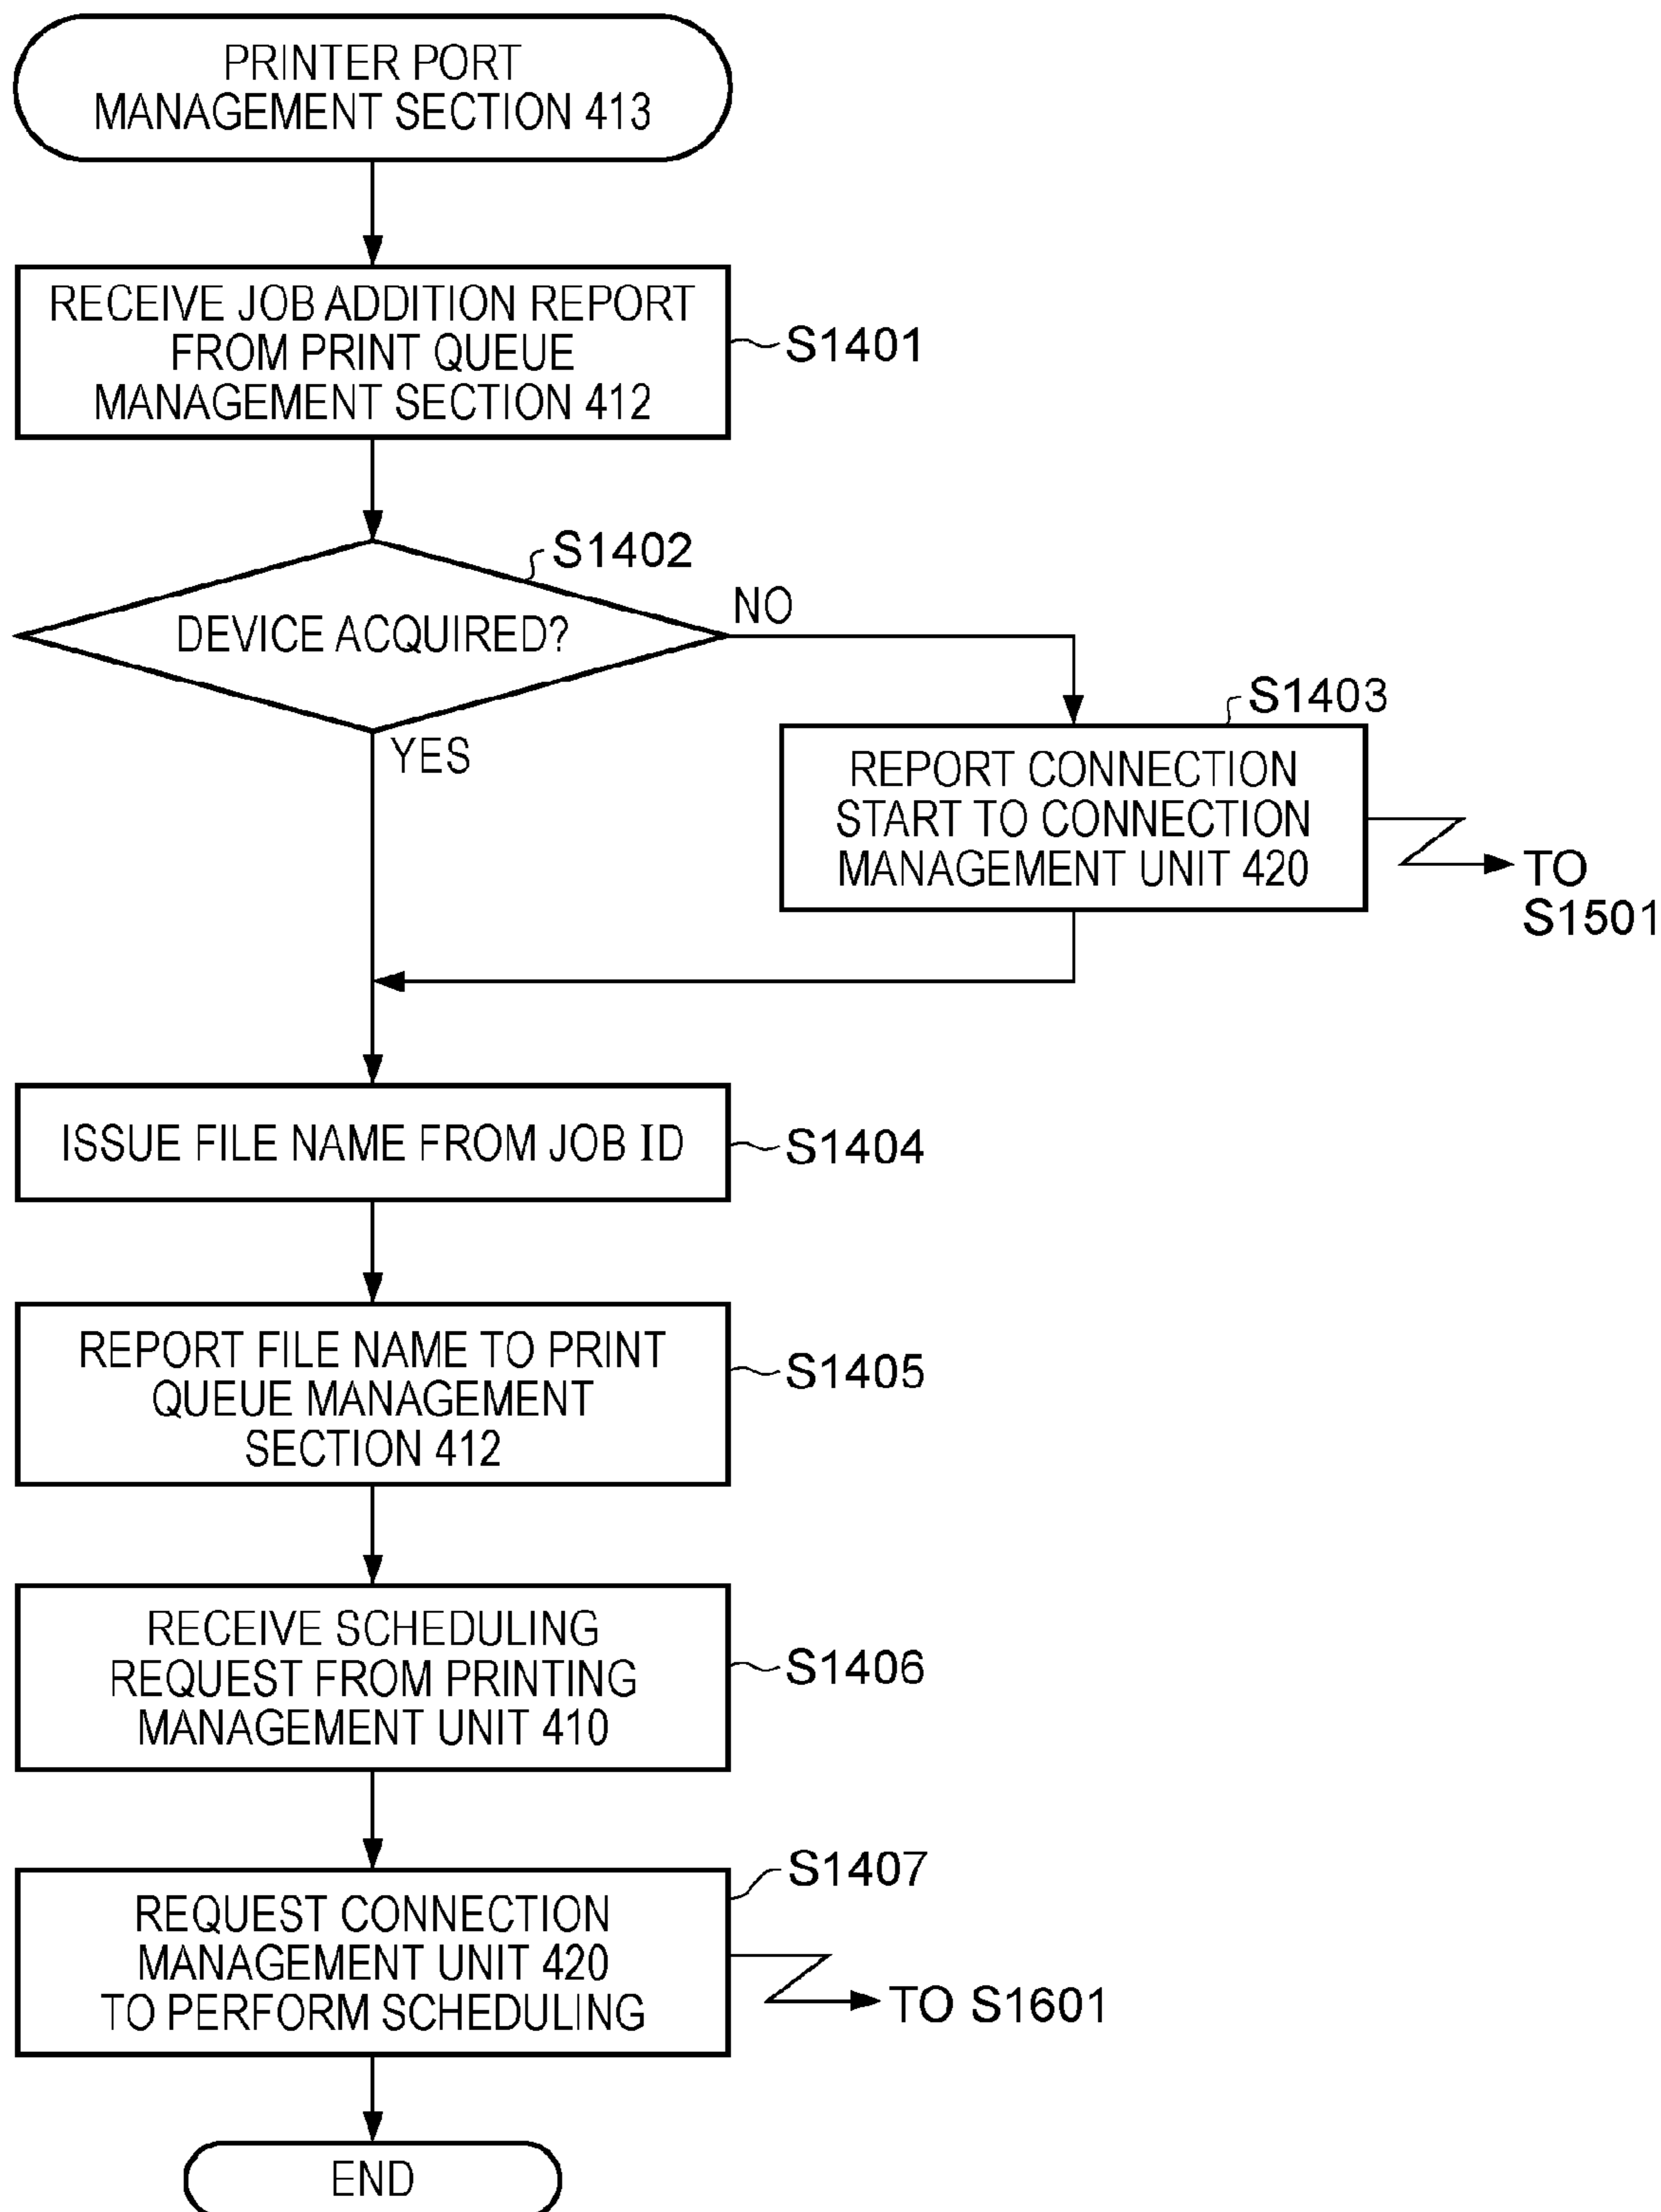 PRINTER PORT
MANAGEMENT SECTION 413
RECEIVE JOB ADDITION REPORT
FROM PRINT QUEUE
MANAGEMENT SECTION 412
S1401
S1402
DEVICE ACQUIRED?
NO
YES
S1403
REPORT CONNECTION
START TO CONNECTION
MANAGEMENT UNIT 420
TO
S1501
ISSUE FILE NAME FROM JOB ID
S1404
REPORT FILE NAME TO PRINT
QUEUE MANAGEMENT
SECTION 412
S1405
RECEIVE SCHEDULING
REQUEST FROM PRINTING
MANAGEMENT UNIT 410
S1406
S1407
REQUEST CONNECTION
MANAGEMENT UNIT 420
TO PERFORM SCHEDULING
TO S1601
END